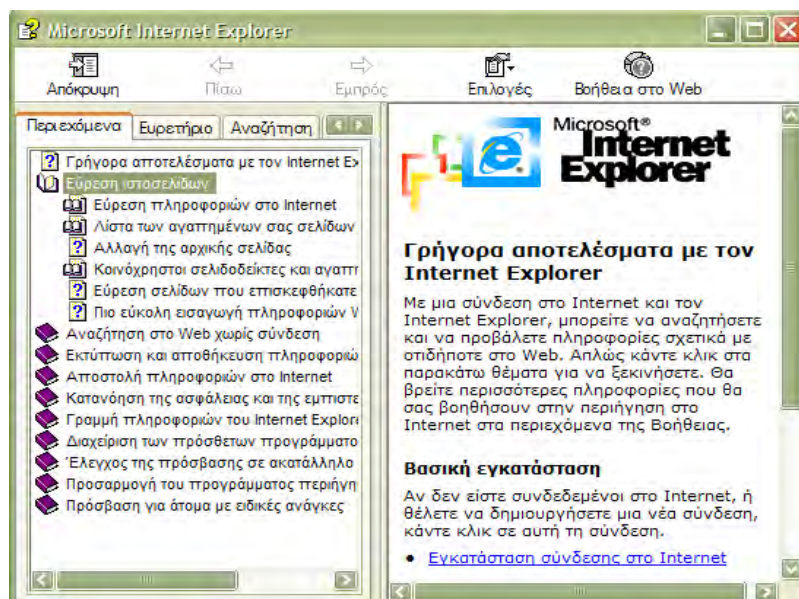 Microsoft Internet Explorer
Απόκρυψη Πίσω Εμπρός Επιλογές Βοήθεια στο Web
Περιεχόμενα Ευρετήριο Αναζήτηση
Γρήγορα αποτελέσματα με τον Internet Ex
Εύρεση ιστοσελίδων
Εύρεση πληροφοριών στο Internet
Λίστα των αγαπημένων σας σελίδων
Αλλαγή της αρχικής σελίδας
Κοινόχρηστοι σελιδοδείκτες και αγαπη
Εύρεση σελίδων που επισκεφθήκατε
Πιο εύκολη εισαγωγή πληροφοριών W
Αναζήτηση στο Web χωρίς σύνδεση
Εκτύπωση και αποθήκευση πληροφοριώ
Αποστολή πληροφοριών στο Internet
Κατανόηση της ασφάλειας και της εμπιστε
Γραμμή πληροφοριών του Internet Explore
Διαχείριση των πρόσθετων προγράμματο
Έλεγχος της πρόσβασης σε ακατάλληλο
Προσαρμογή του προγράμματος περιήγη
Πρόσβαση για άτομα με ειδικές ανάγκες
Microsoft®
Internet
Explorer
Γρήγορα αποτελέσματα με τον
Internet Explorer
Με μια σύνδεση στο Internet και τον
Internet Explorer, μπορείτε να αναζητήσετε
και να προβάλετε πληροφορίες σχετικά με
οτιδήποτε στο Web. Απλώς κάντε κλικ στα
παρακάτω θέματα για να ξεκινήσετε. Θα
βρείτε περισσότερες πληροφορίες που θα
σας βοηθήσουν στην περιήγηση στο
Internet στα περιεχόμενα της Βοήθειας.
Βασική εγκατάσταση
Αν δεν είστε συνδεδεμένοι στο Internet, ή
θέλετε να δημιουργήσετε μια νέα σύνδεση,
κάντε κλικ σε αυτή τη σύνδεση.
• Εγκατάσταση σύνδεσης στο Internet